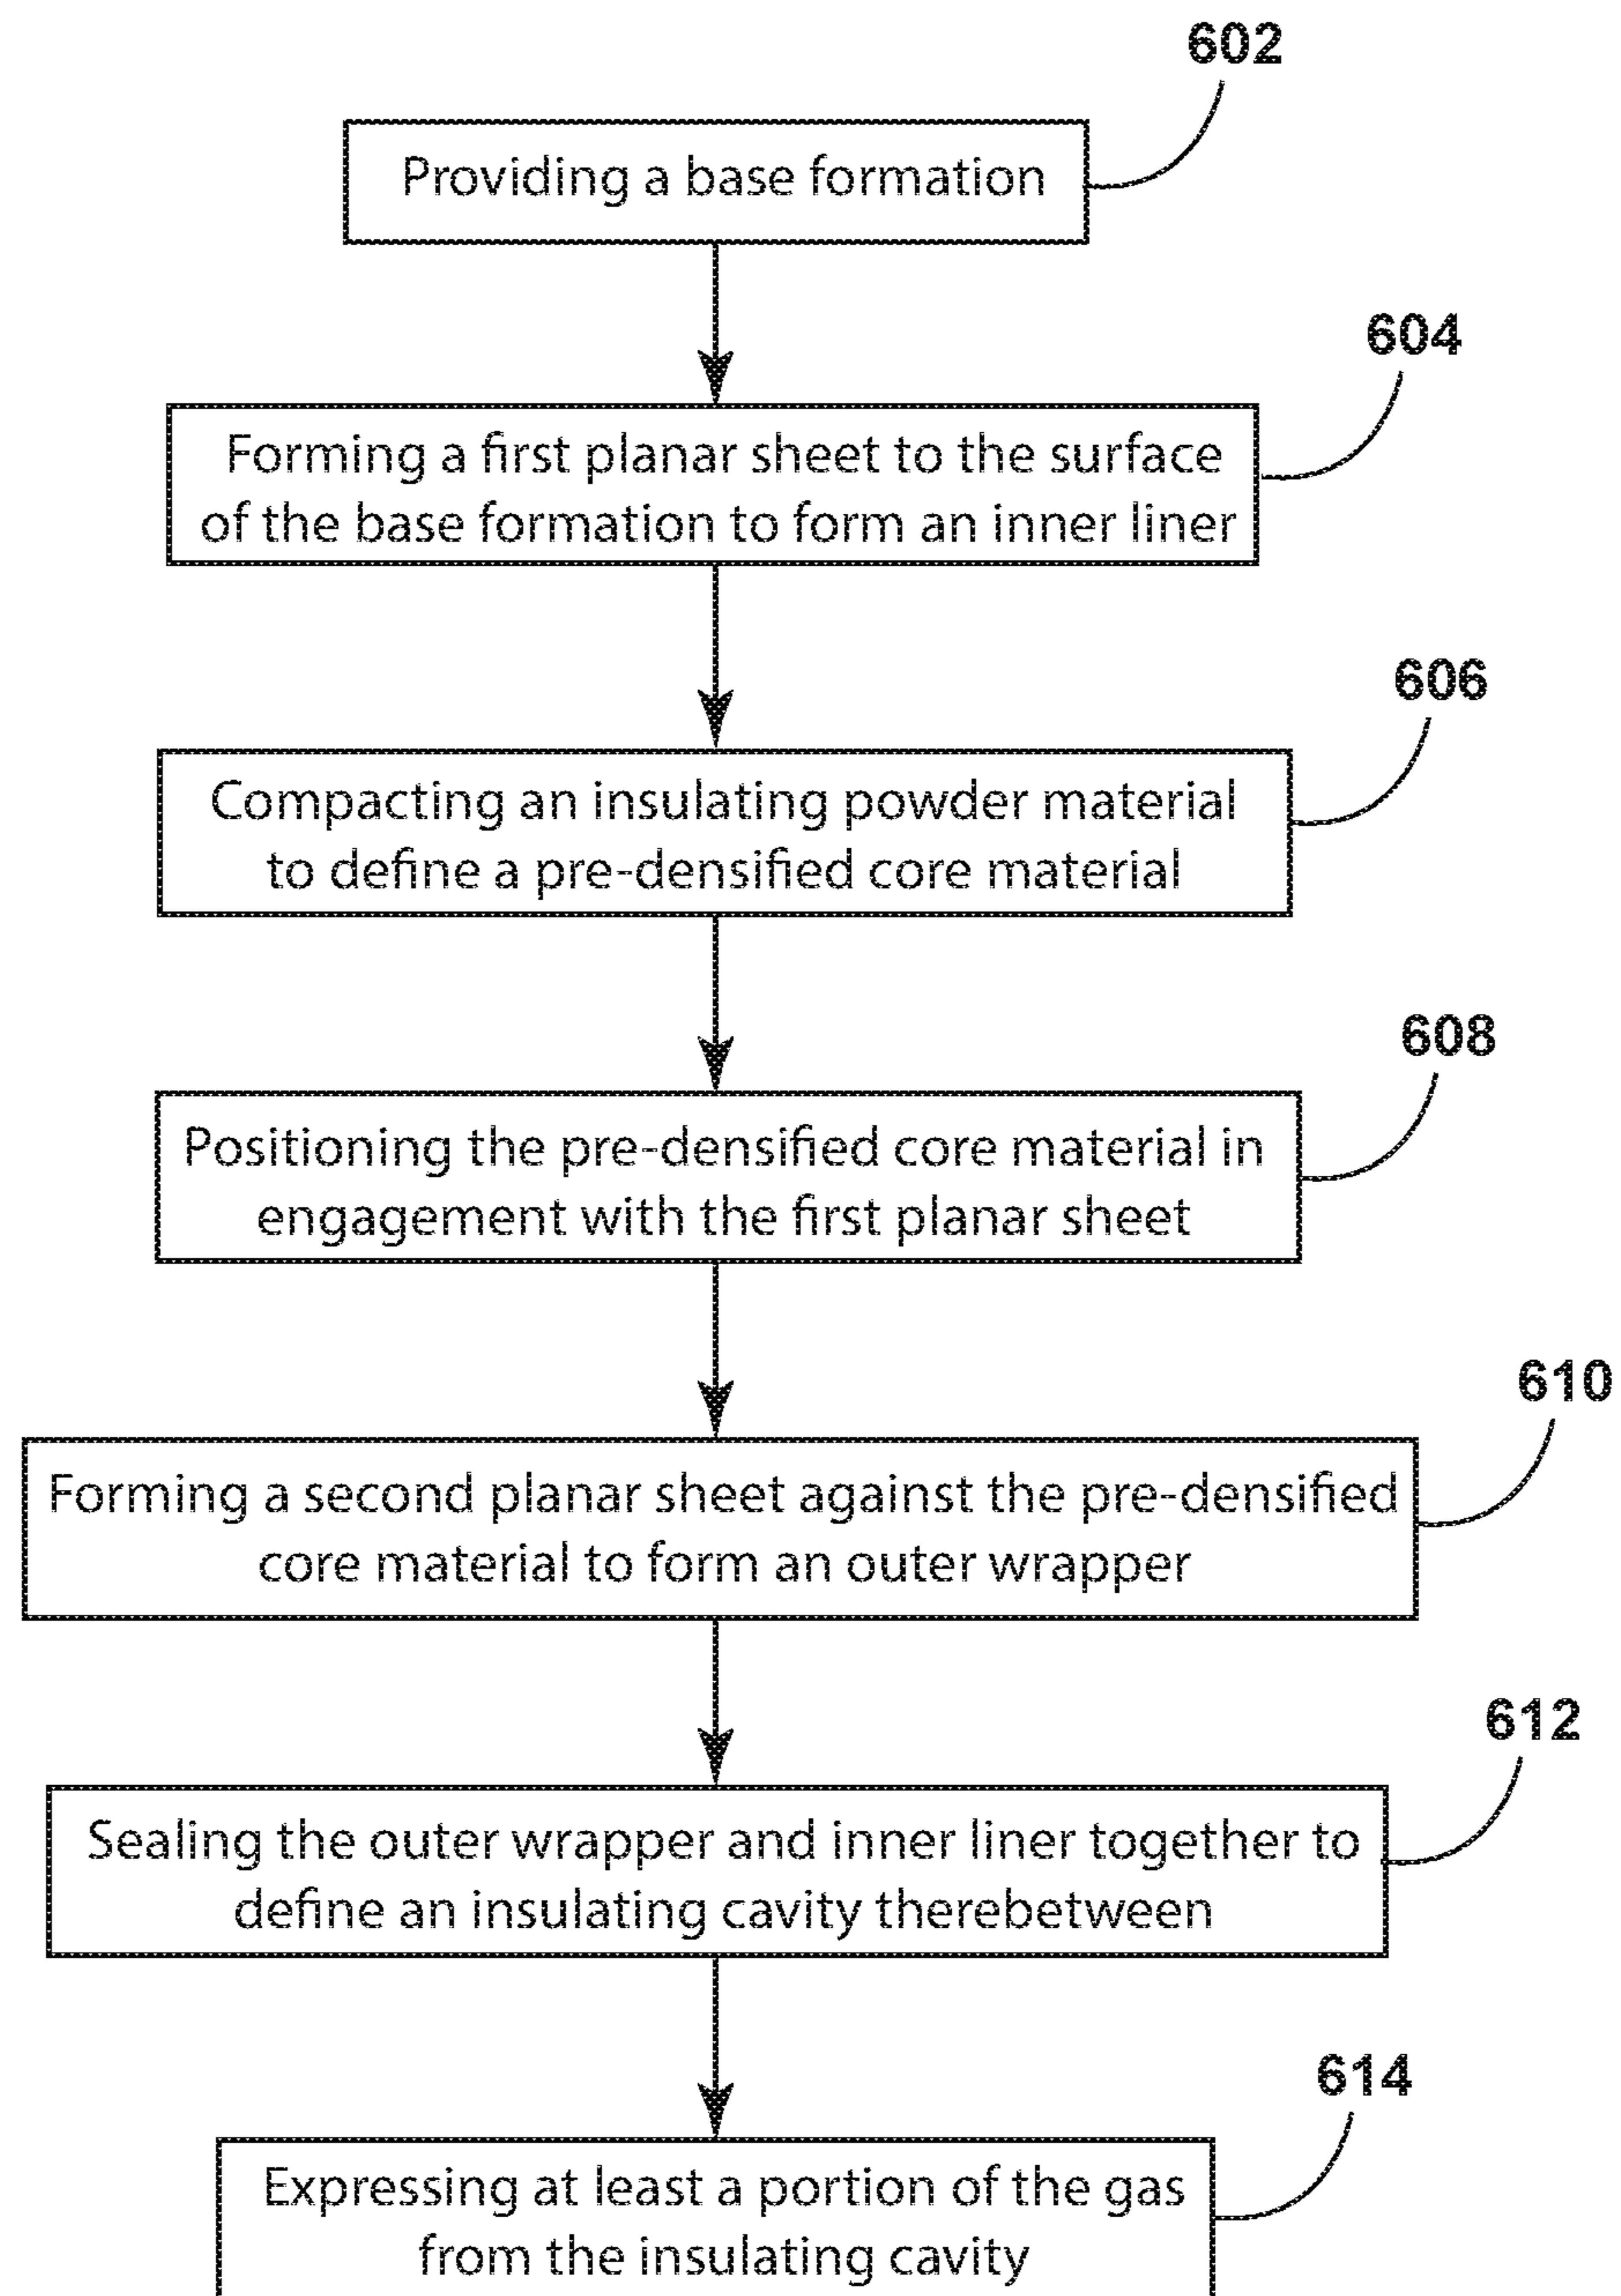 602
Providing a base formation
604
Forming a first planar sheet to the surface
of the base formation to form an inner liner
606
Compacting an insulating powder material
to define a pre-densified core material
608
Positioning the pre-densified core material in
engagement with the first planar sheet
610
Forming a second planar sheet against the pre-densified
core material to form an outer wrapper
612
Sealing the outer wrapper and inner liner together to
define an insulating cavity therebetween
614
Expressing at least a portion of the gas
from the insulating cavity